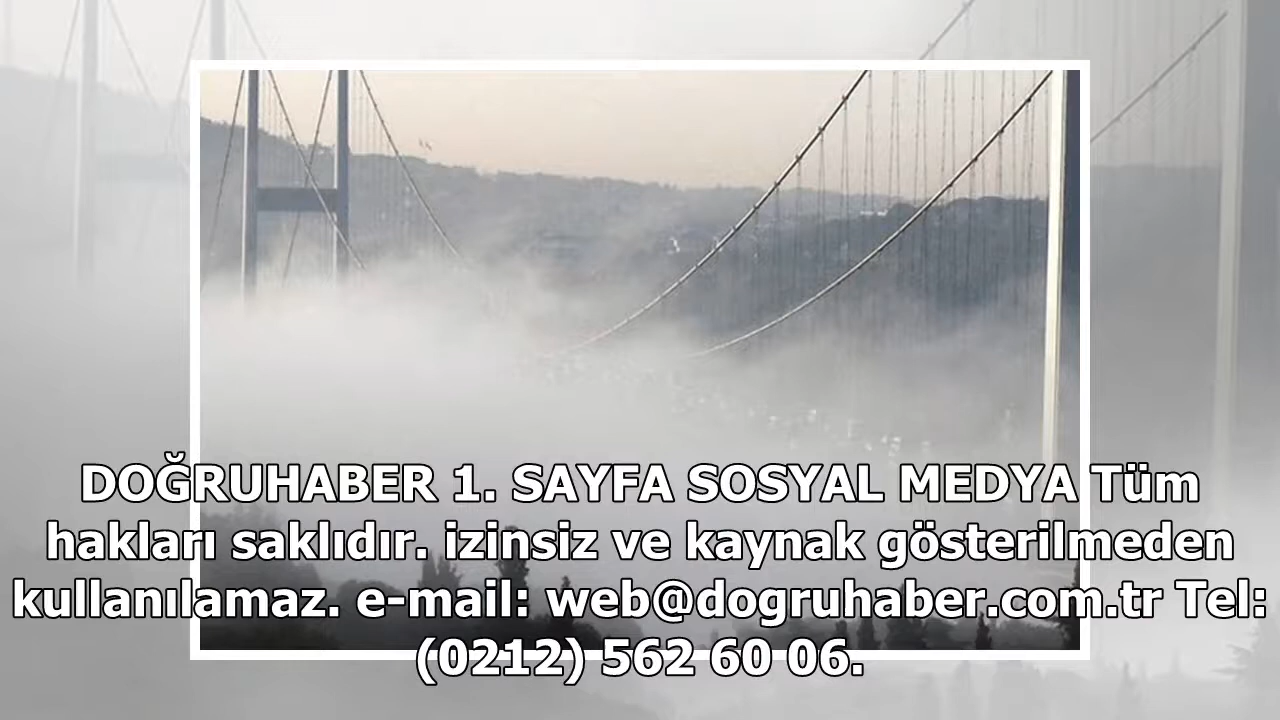 DOĞRUHABER 1. SAYFA SOSYAL MEDYA Tüm
hakları saklıdır. izinsiz ve kaynak gösterilmeden
kullanılamaz. e-mail: web@dogruhaber.com.tr Tel:
(0212) 562 60 06.